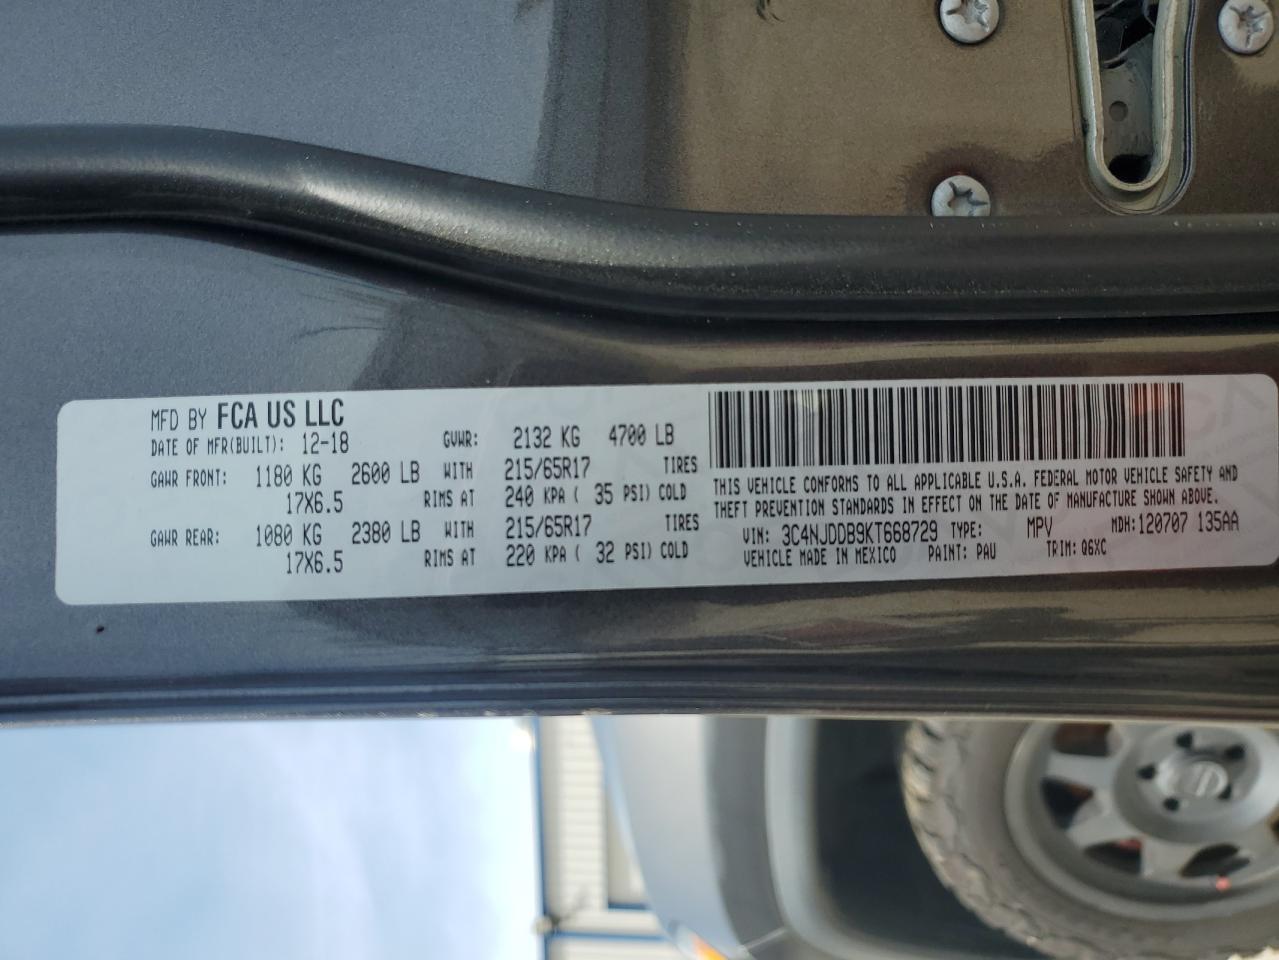 MFD BY FCA US LLC
DATE OF MFR(BUILT): 12-18 GVWR: 2132 KG 4700 LB
GAWR FRONT: 1180 KG 2600 LB WITH 215/65R17 TIRES
17X6.5 RIMS AT 240 KPA ( 35 PSI) COLD
GAWR REAR: 1080 KG 2380 LB WITH 215/65R17 TIRES
17X6.5 RIMS AT 220 KPA ( 32 PSI) COLD
THIS VEHICLE CONFORMS TO ALL APPLICABLE U.S.A. FEDERAL MOTOR VEHICLE SAFETY AND
THEFT PREVENTION STANDARDS IN EFFECT ON THE DATE OF MANUFACTURE SHOWN ABOVE.
VIN: 3C4NJDDB9KT668729 TYPE: MPV MDH:120707 135AA
VEHICLE MADE IN MEXICO PAINT: PAU TRIM: Q6XC